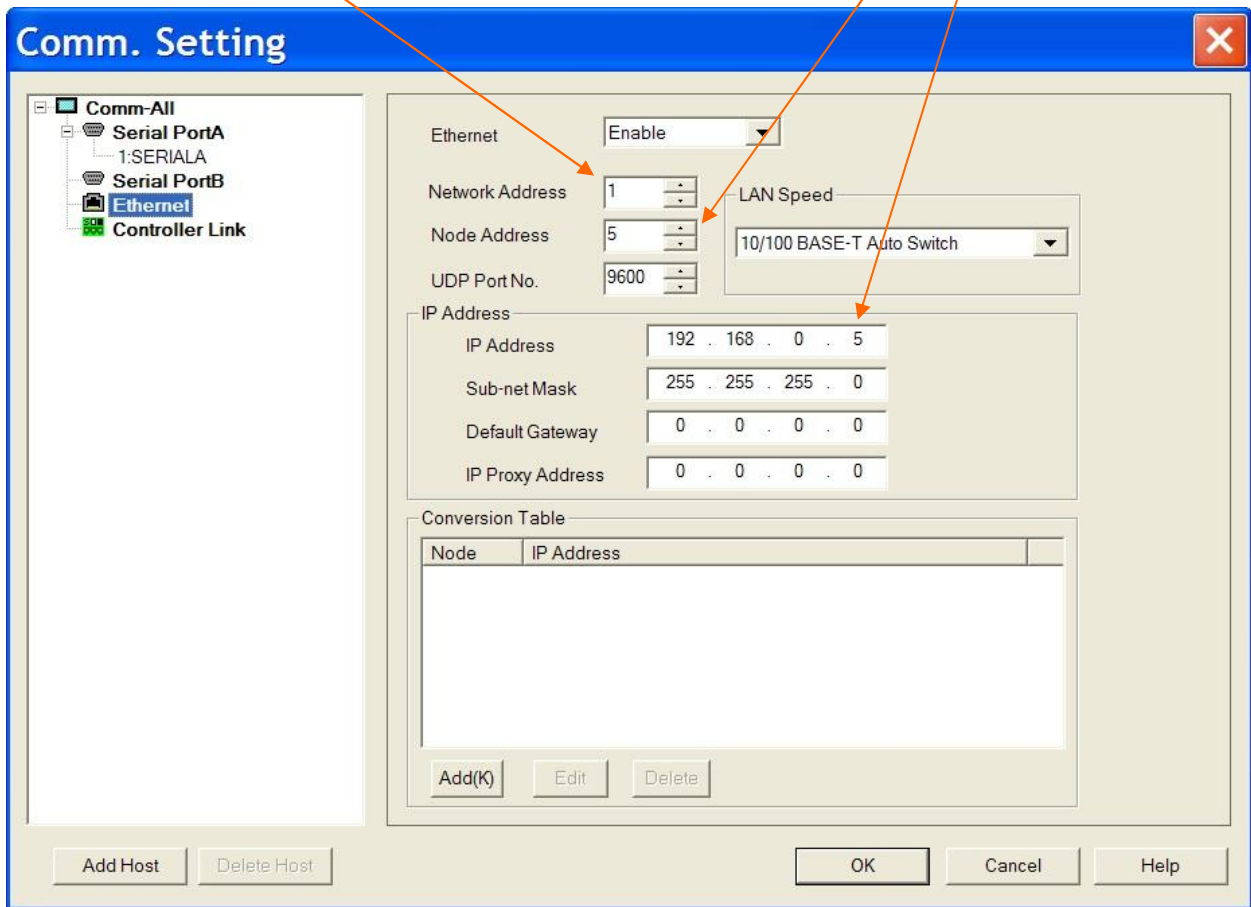 Comm. Setting
Comm-All
Serial PortA
1:SERIALA
Serial PortB
Ethernet
Controller Link
Ethernet Enable
Network Address 1
Node Address 5
UDP Port No. 9600
LAN Speed
10/100 BASE-T Auto Switch
IP Address
IP Address 192 . 168 . 0 . 5
Sub-net Mask 255 . 255 . 255 . 0
Default Gateway 0 . 0 . 0 . 0
IP Proxy Address 0 . 0 . 0 . 0
Conversion Table
Node IP Address
Add(K) Edit Delete
Add Host Delete Host OK Cancel Help